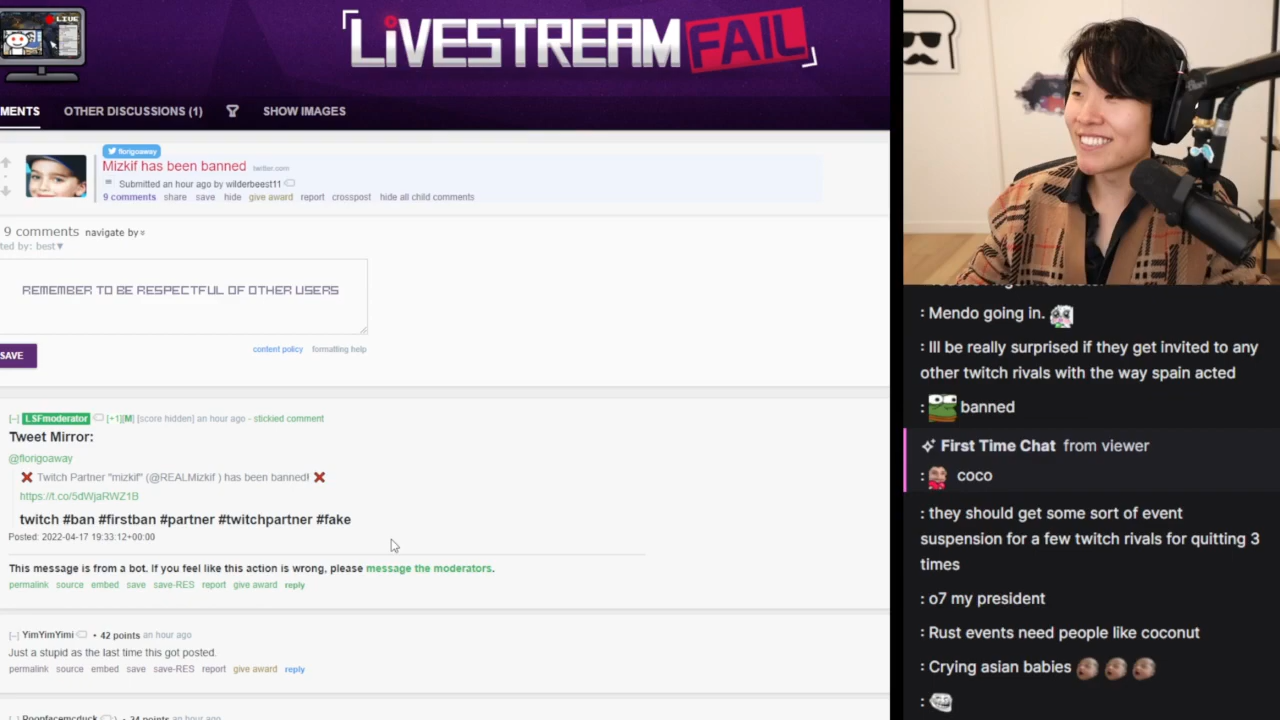 LIVE
LIVESTREAM FAIL
MENTS OTHER DISCUSSIONS (1) SHOW IMAGES
florigoaway
Mizkif has been banned twitter.com
Submitted an hour ago by wilderbeest11
9 comments share save hide give award report crosspost hide all child comments
9 comments navigate by
ted by: best▼
REMEMBER TO BE RESPECTFUL OF OTHER USERS
SAVE
content policy formatting help
[–] LSFmoderator [+1][M] [score hidden] an hour ago - stickied comment
Tweet Mirror:
@florigoaway
❌ Twitch Partner "mizkif" (@REALMizkif ) has been banned! ❌
https://t.co/5dWjaRWZ1B
twitch #ban #firstban #partner #twitchpartner #fake
Posted: 2022-04-17 19:33:12+00:00
This message is from a bot. If you feel like this action is wrong, please message the moderators.
permalink source embed save save-RES report give award reply
[–] YimYimYimi • 42 points an hour ago
Just a stupid as the last time this got posted.
permalink source embed save save-RES report give award reply
[–] Poopfacemcduck • 34 points an hour ago
: Mendo going in.
: Ill be really surprised if they get invited to any
other twitch rivals with the way spain acted
: banned
First Time Chat from viewer
: coco
: they should get some sort of event
suspension for a few twitch rivals for quitting 3
times
: o7 my president
: Rust events need people like coconut
: Crying asian babies
: